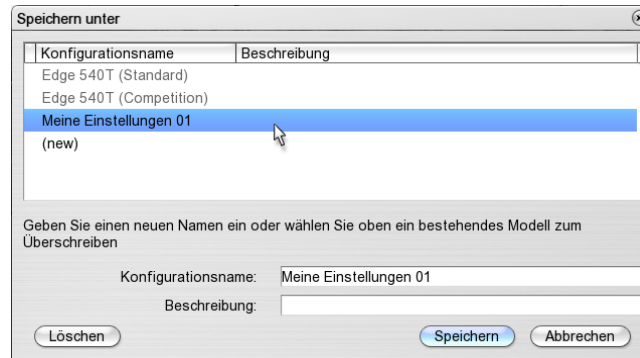 Speichern unter
Konfigurationsname Beschreibung
Edge 540T (Standard)
Edge 540T (Competition)
Meine Einstellungen 01
(new)
Geben Sie einen neuen Namen ein oder wählen Sie oben ein bestehendes Modell zum
Überschreiben
Konfigurationsname: Meine Einstellungen 01
Beschreibung:
Löschen Speichern Abbrechen